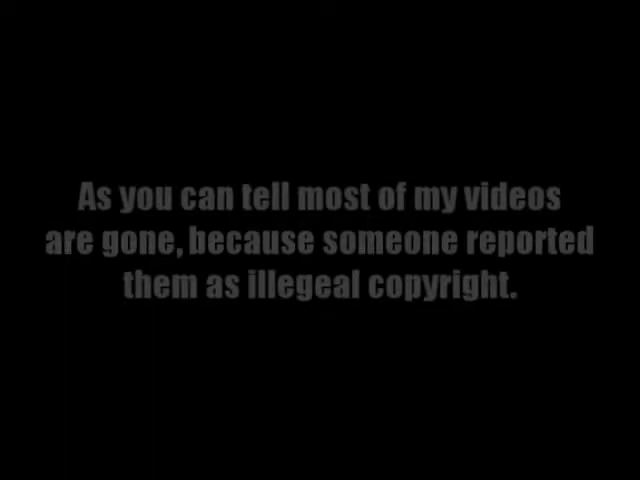 As you can tell most of my videos
are gone, because someone reported
them as illegeal copyright.